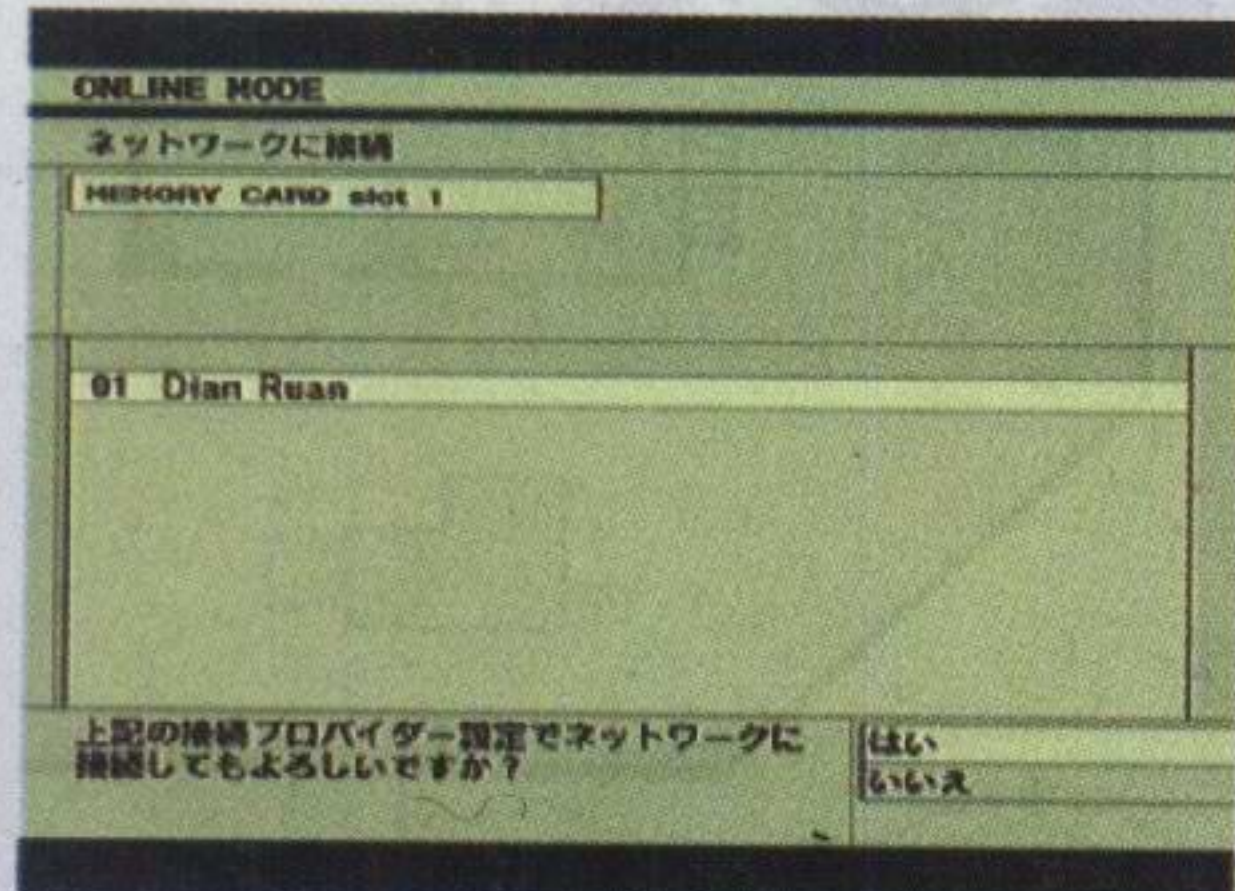 ONLINE MODE
ネットワークに接続
MEMORY CARD slot 1
01 Dian Ruan
上記の接続プロバイダー設定でネットワークに
接続してもよろしいですか？
はい
いいえ